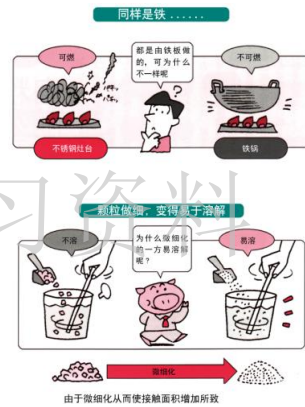 同样是铁 ......
可燃
都是由铁板做
的，可为什么
不一样呢
不可燃
不锈钢灶台
铁锅
习资料
颗粒做细，变得易于溶解
不溶
为什么微细化
的一方易溶解
呢？
易溶
微细化
由于微细化从而使接触面积增加所致